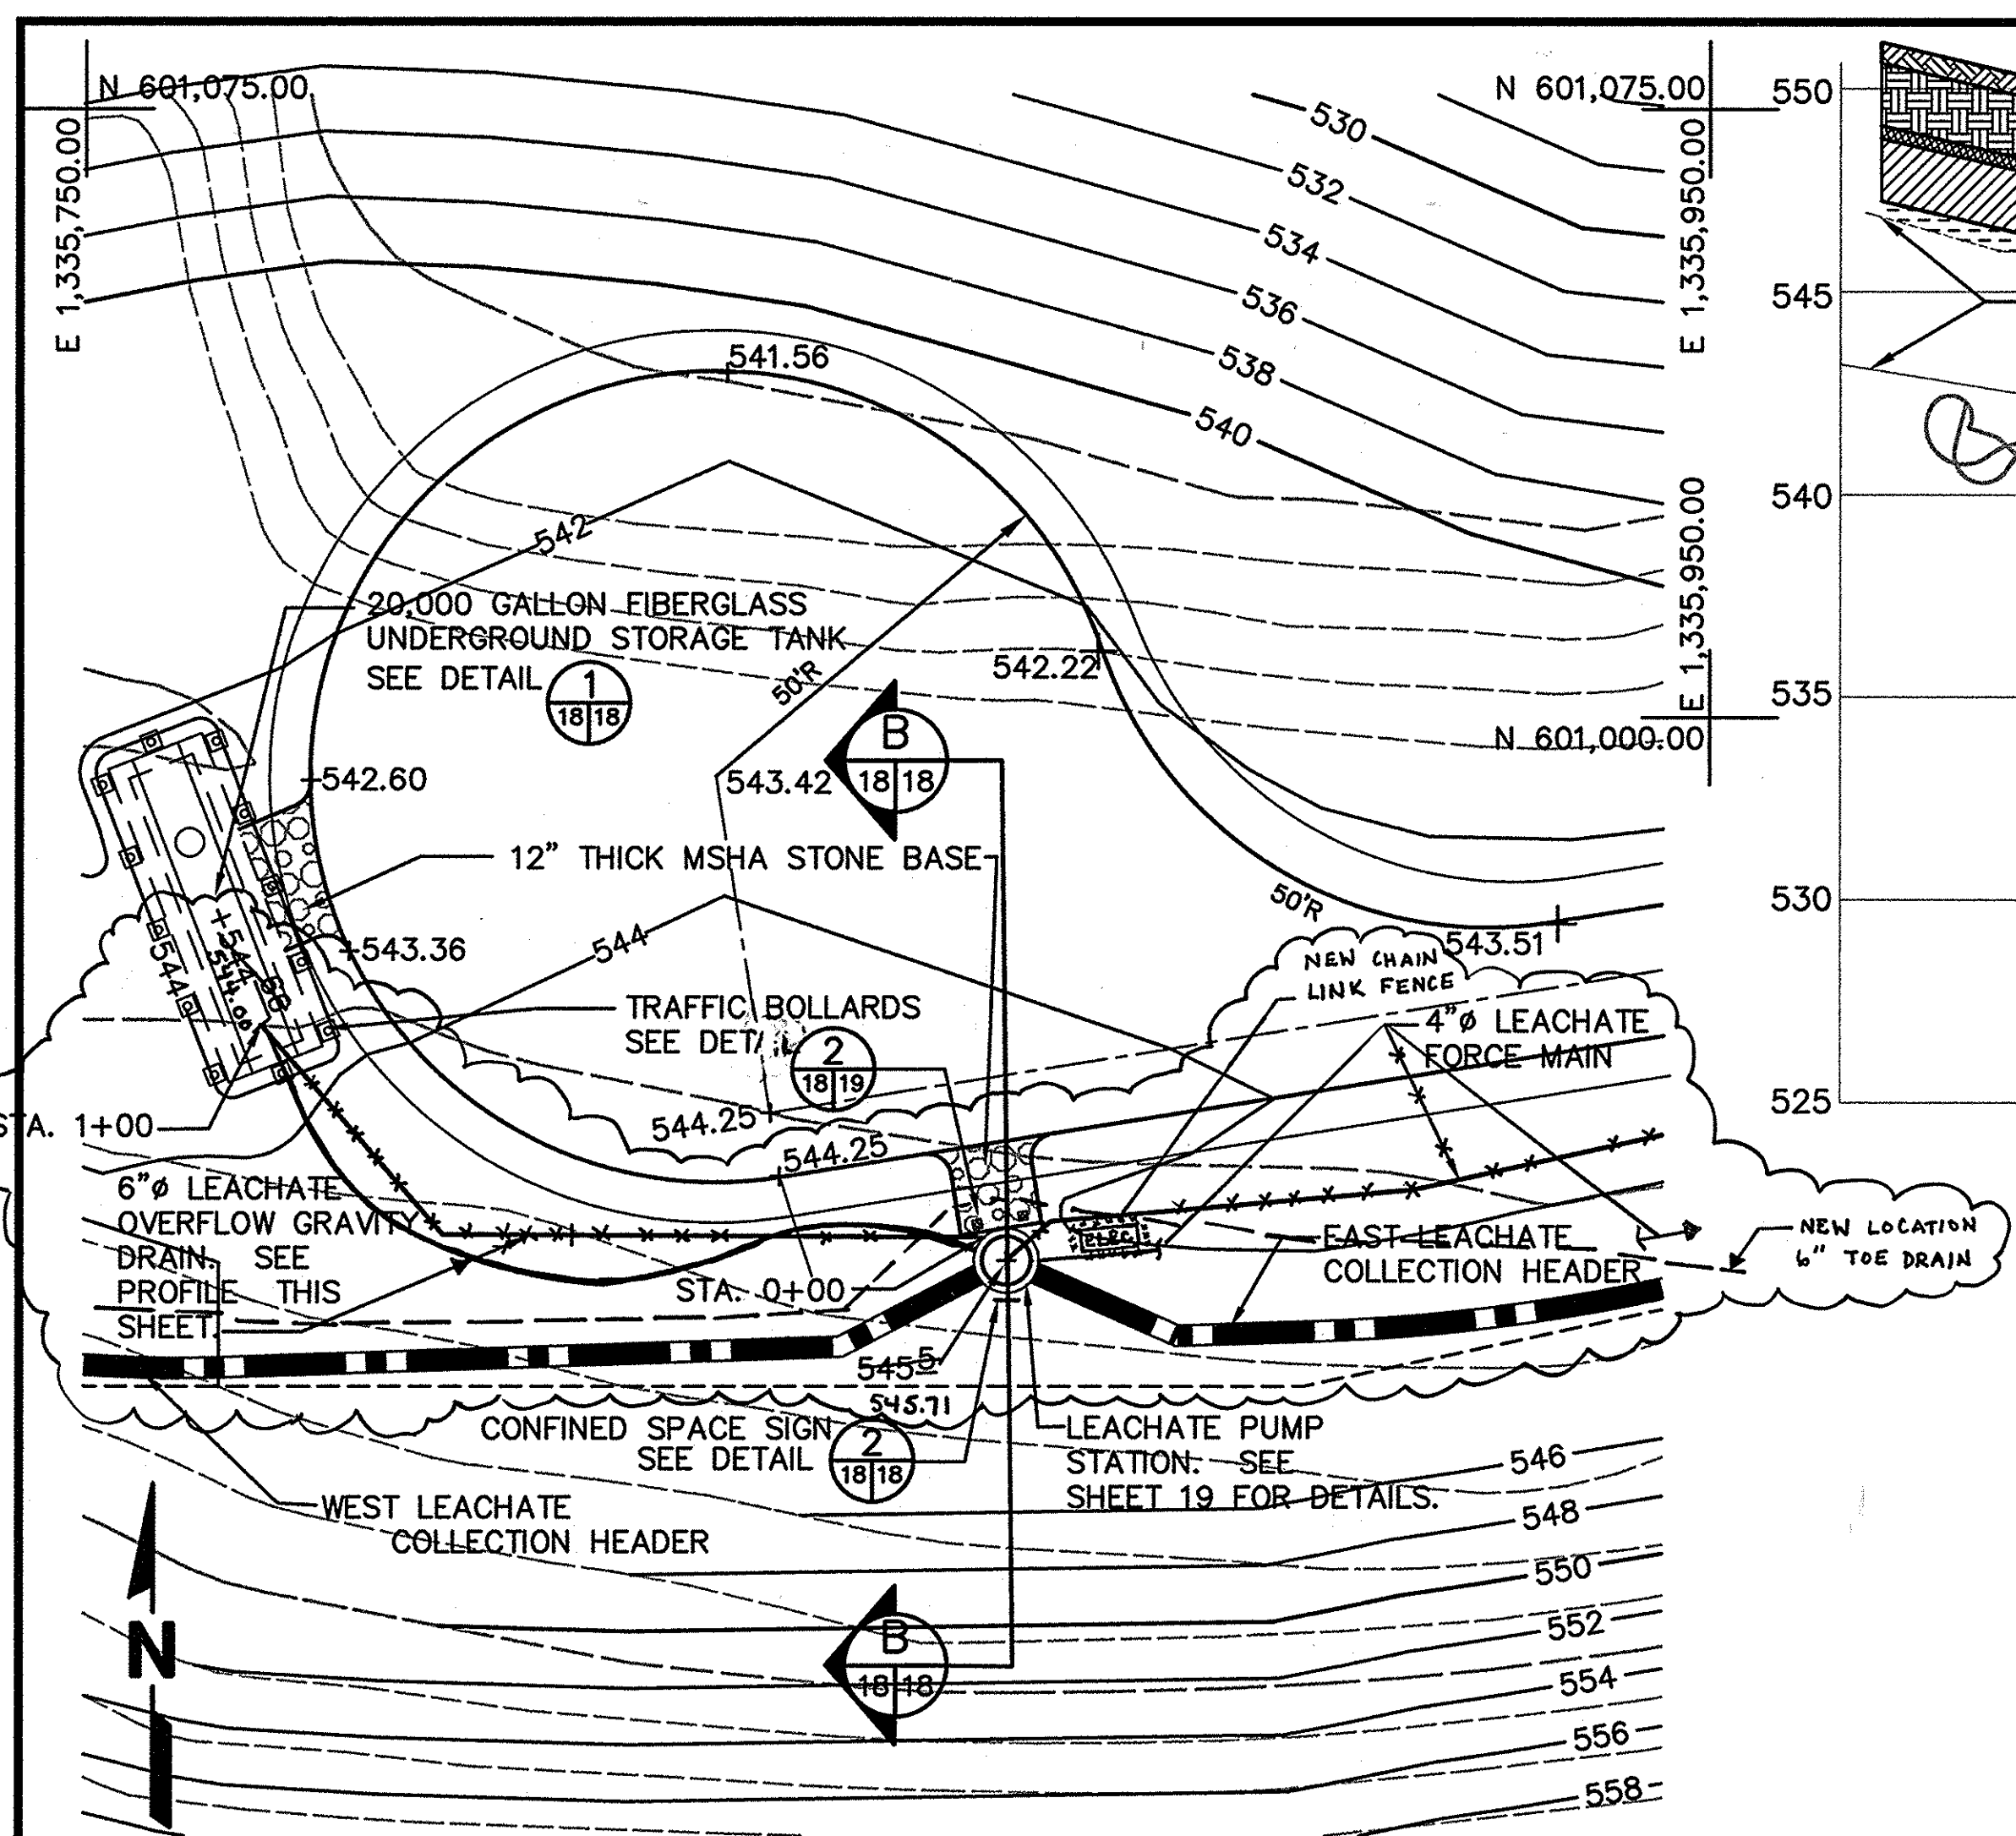 N 601,075.00
N 601,075.00
E 1,335,750.00
E 1,335,950.00
550
545
540
535
530
525
530
532
534
536
538
540
541.56
542
20,000 GALLON FIBERGLASS
UNDERGROUND STORAGE TANK
SEE DETAIL
1
18 18
50'R
542.22
E 1,335,950.00
N 601,000.00
B
18 18
543.42
542.60
12" THICK MSHA STONE BASE
50'R
543.51
543.36
544
544
544.00
NEW CHAIN
LINK FENCE
TRAFFIC BOLLARDS
SEE DET
2
18 19
4"ø LEACHATE
FORCE MAIN
STA. 1+00
544.25
544.25
6"ø LEACHATE
OVERFLOW GRAVITY
DRAIN. SEE
PROFILE THIS
SHEET.
STA. 0+00
ELEC
EAST LEACHATE
COLLECTION HEADER
NEW LOCATION
6" TOE DRAIN
545.71
CONFINED SPACE SIGN
SEE DETAIL
2
18 18
LEACHATE PUMP
STATION. SEE
SHEET 19 FOR DETAILS.
WEST LEACHATE
COLLECTION HEADER
546
548
550
552
554
556
558
B
18 18
N